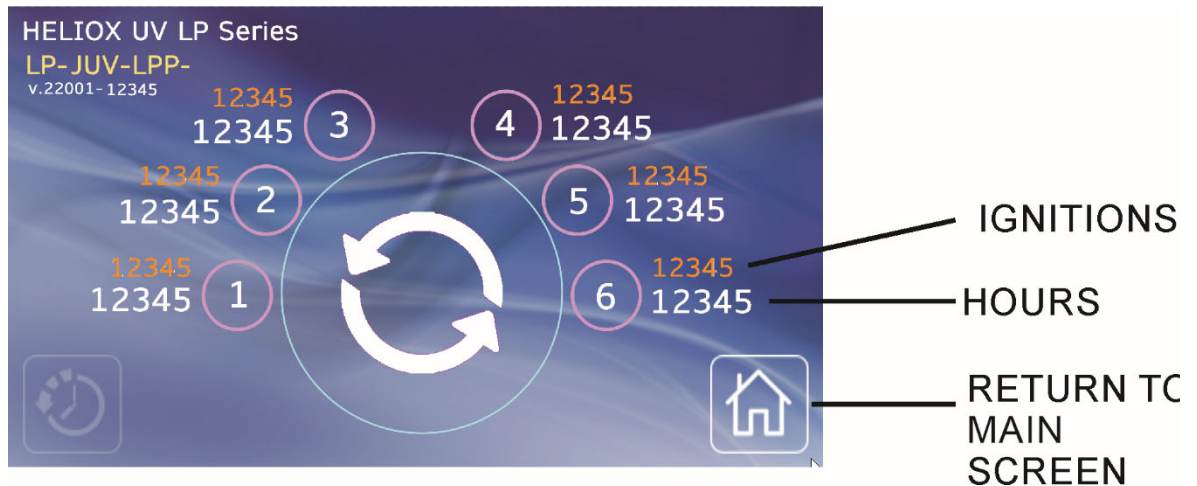 HELIOX UV LP Series
LP-JUV-LPP-
v.22001-12345
12345
12345
3
12345
4
12345
12345
2
12345
12345
5
12345
12345
1
12345
12345
6
12345
IGNITIONS
HOURS
RETURN TO
MAIN
SCREEN